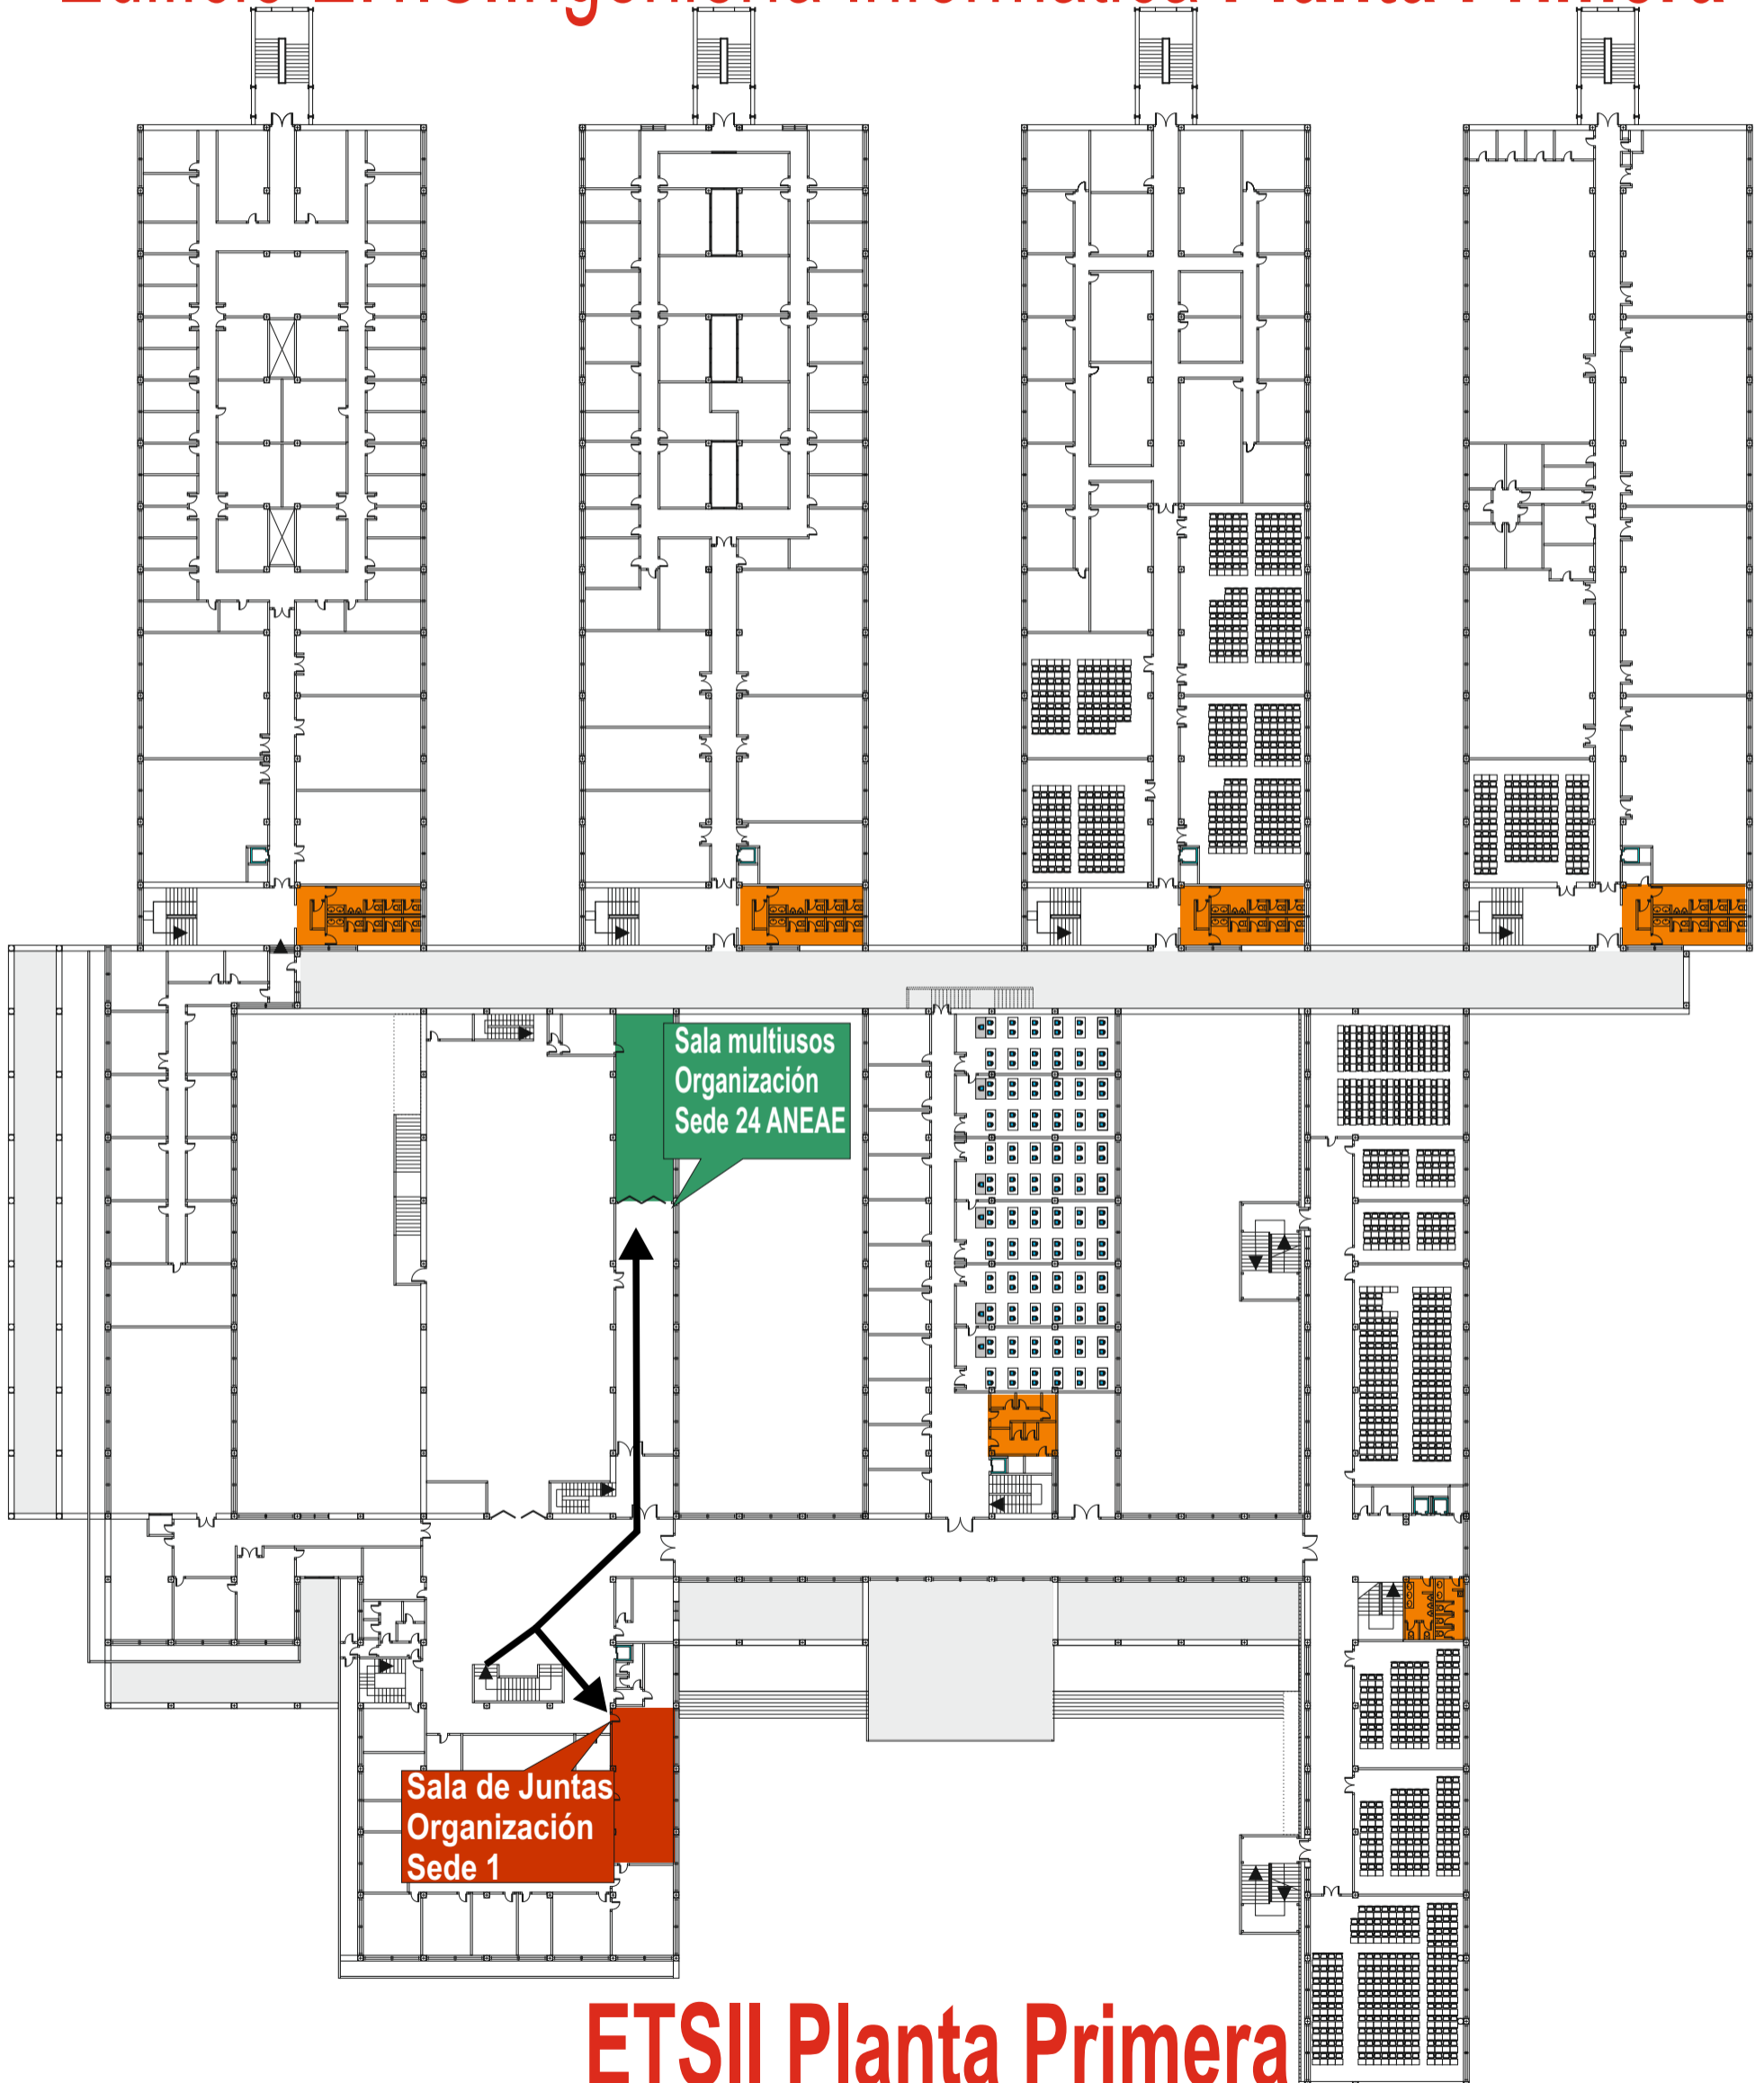 Sala multiusos
Organización
Sede 24 ANEAE
Sala de Juntas
Organización
Sede 1
ETSII Planta Primera